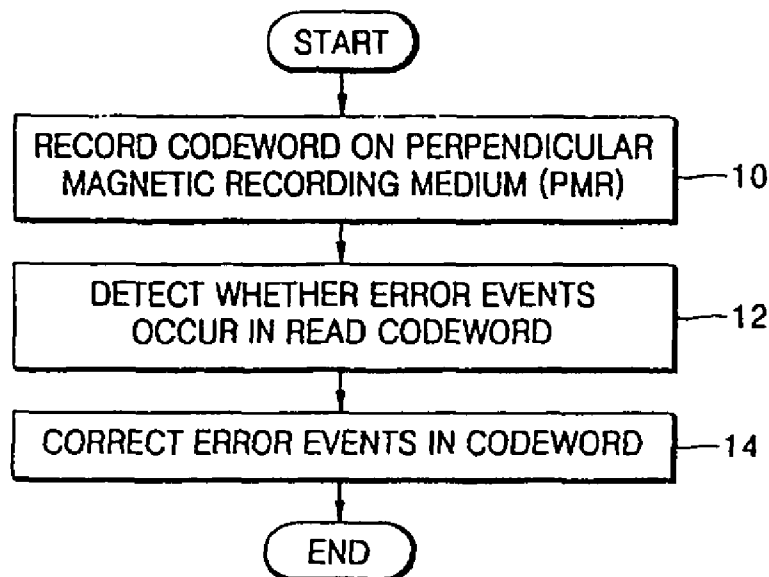 START
RECORD CODEWORD ON PERPENDICULAR
MAGNETIC RECORDING MEDIUM (PMR)
10
DETECT WHETHER ERROR EVENTS
OCCUR IN READ CODEWORD
12
CORRECT ERROR EVENTS IN CODEWORD
14
END